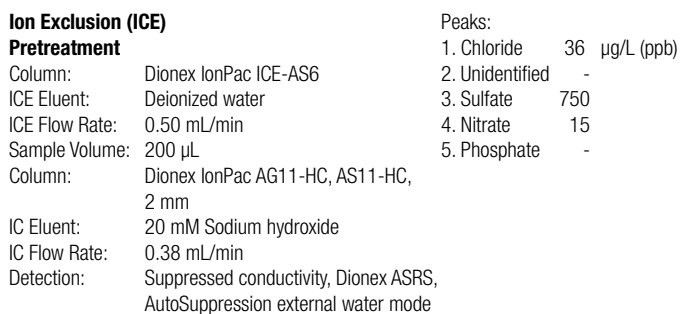 Ion Exclusion (ICE)
Pretreatment
Column: Dionex IonPac ICE-AS6
ICE Eluent: Deionized water
ICE Flow Rate: 0.50 mL/min
Sample Volume: 200 µL
Column: Dionex IonPac AG11-HC, AS11-HC,
2 mm
IC Eluent: 20 mM Sodium hydroxide
IC Flow Rate: 0.38 mL/min
Detection: Suppressed conductivity, Dionex ASRS,
AutoSuppression external water mode
Peaks:
1. Chloride 36 µg/L (ppb)
2. Unidentified -
3. Sulfate 750
4. Nitrate 15
5. Phosphate -